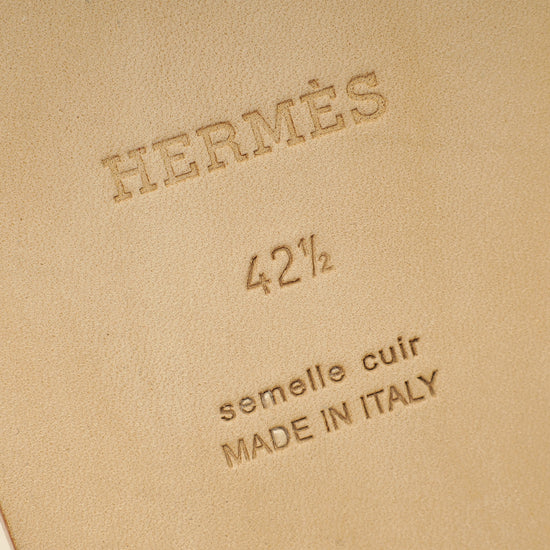 HERMÈS
42½
semelle cuir
MADE IN ITALY